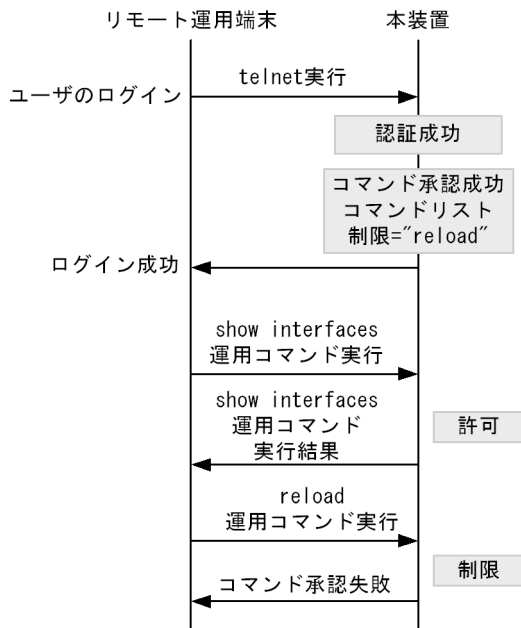 リモート運用端末
本装置
ユーザのログイン
telnet実行
認証成功
コマンド承認成功
コマンドリスト
制限="reload"
ログイン成功
show interfaces
運用コマンド実行
show interfaces
運用コマンド
実行結果
許可
reload
運用コマンド実行
制限
コマンド承認失敗